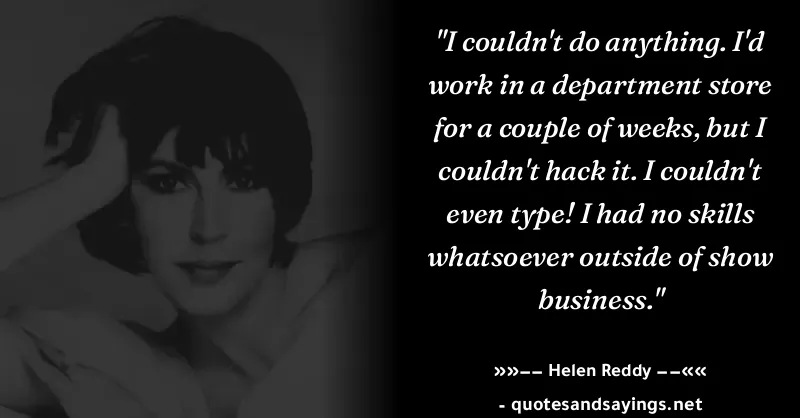 "I couldn't do anything. I'd
work in a department store
for a couple of weeks, but I
couldn't hack it. I couldn't
even type! I had no skills
whatsoever outside of show
business."
»»–– Helen Reddy ––««
- quotesandsayings.net